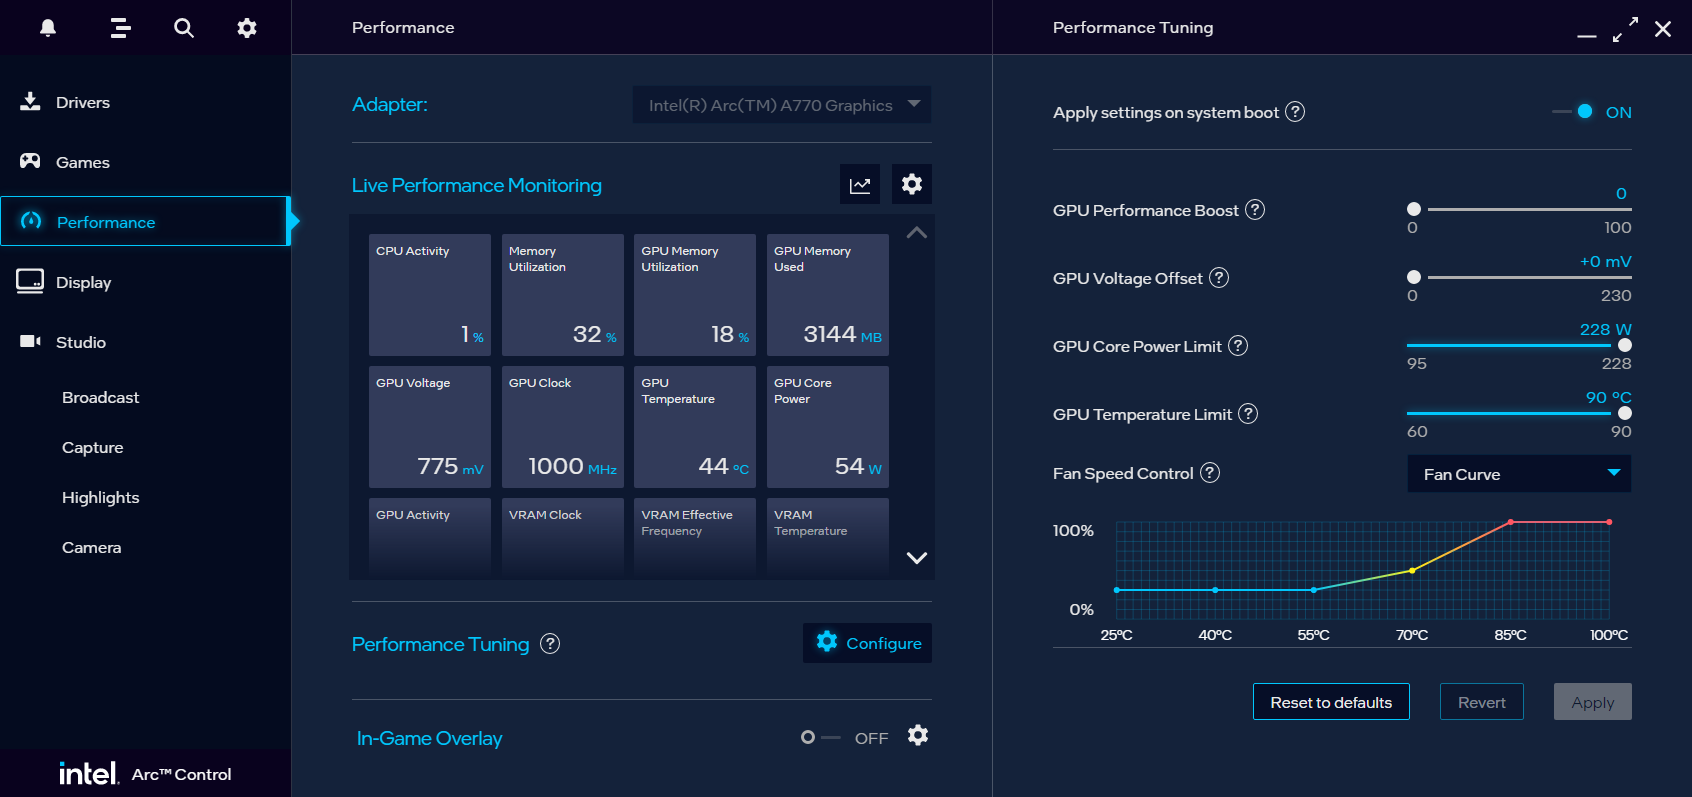 Performance
Performance Tuning
Drivers
Games
Performance
Display
Studio
Broadcast
Capture
Highlights
Camera
intel. Arc™ Control
Adapter:
Intel(R) Arc(TM) A770 Graphics
Live Performance Monitoring
CPU Activity
1 %
Memory
Utilization
32 %
GPU Memory
Utilization
18 %
GPU Memory
Used
3144 MB
GPU Voltage
775 mV
GPU Clock
1000 MHz
GPU
Temperature
44 °C
GPU Core
Power
54 W
GPU Activity
VRAM Clock
VRAM Effective
Frequency
VRAM
Temperature
Performance Tuning ?
Configure
In-Game Overlay
OFF
Apply settings on system boot ?
ON
GPU Performance Boost ?
0
0 100
GPU Voltage Offset ?
+0 mV
0 230
GPU Core Power Limit ?
228 W
95 228
GPU Temperature Limit ?
90 °C
60 90
Fan Speed Control ?
Fan Curve
100%
0%
25°C 40°C 55°C 70°C 85°C 100°C
Reset to defaults
Revert
Apply